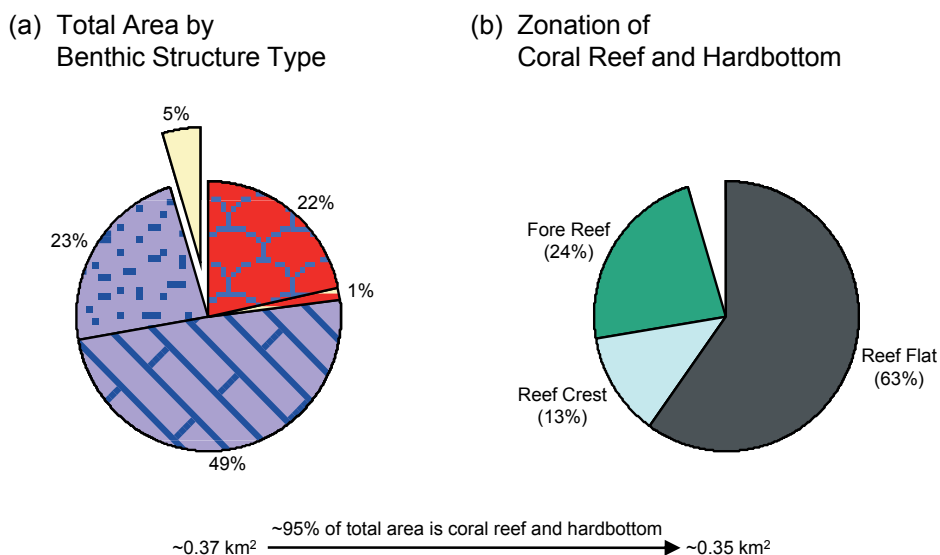 (a) Total Area by
Benthic Structure Type
(b) Zonation of
Coral Reef and Hardbottom
5%
22%
23%
1%
49%
Fore Reef
(24%)
Reef Crest
(13%)
Reef Flat
(63%)
~95% of total area is coral reef and hardbottom
~0.37 km²
~0.35 km²